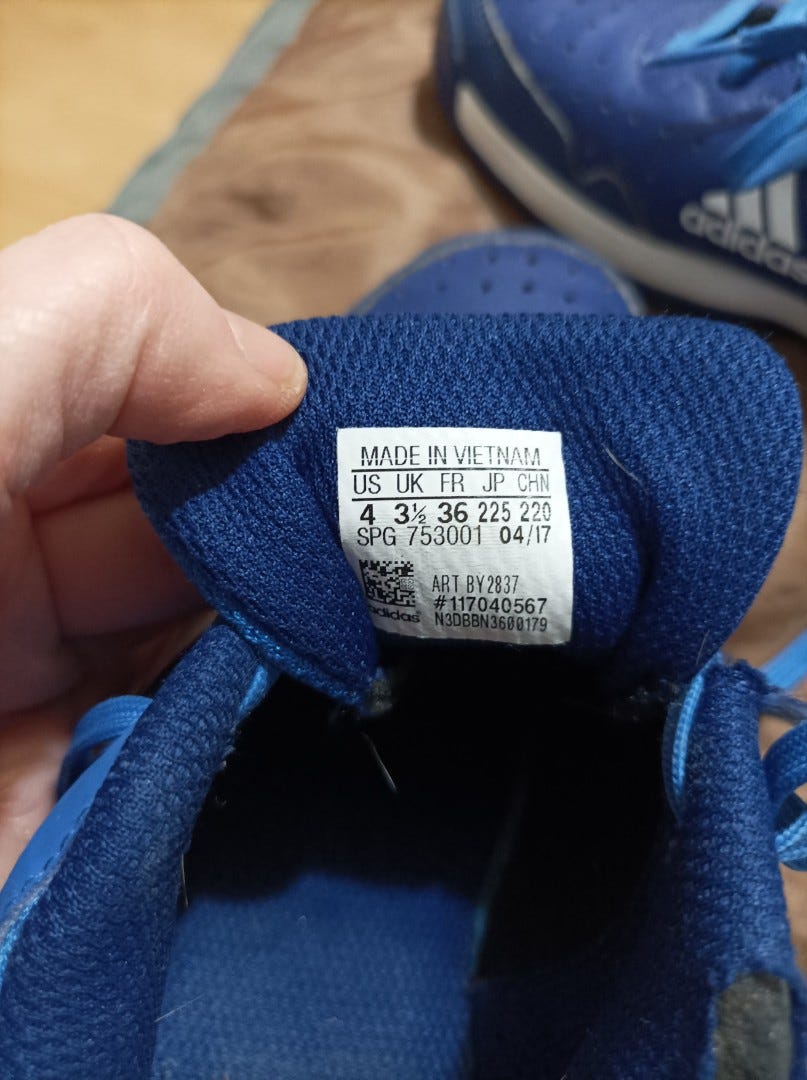 adidas
MADE IN VIETNAM
US UK FR JP CHN
4 3½ 36 225 220
SPG 753001 04/17
ART BY2837
#117040567
adidas N3DBBN3600179